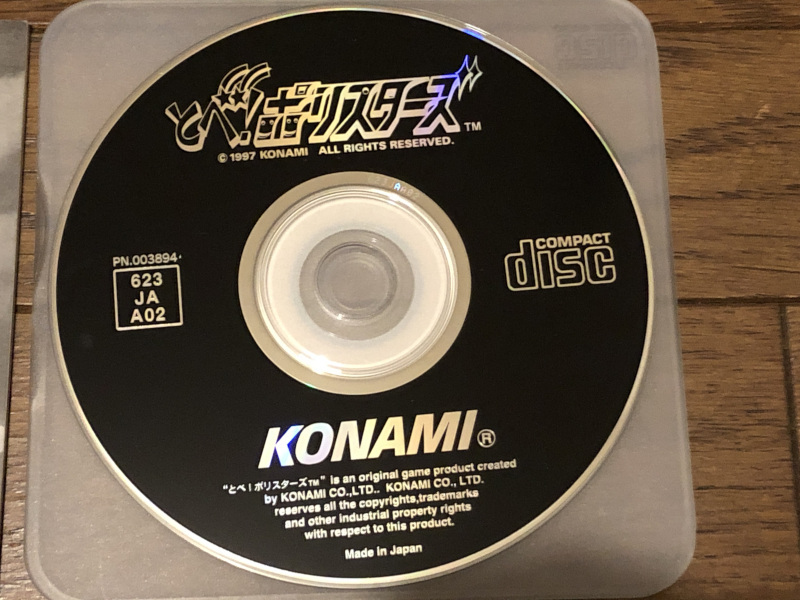 とべ!ポリスターズ™
© 1997 KONAMI ALL RIGHTS RESERVED.
PN.003894
623
JA
A02
COMPACT
disc
KONAMI®
"とべ!ポリスターズ™" is an original game product created
by KONAMI CO.,LTD.. KONAMI CO., LTD.
reserves all the copyrights,trademarks
and other industrial property rights
with respect to this product.
Made in Japan